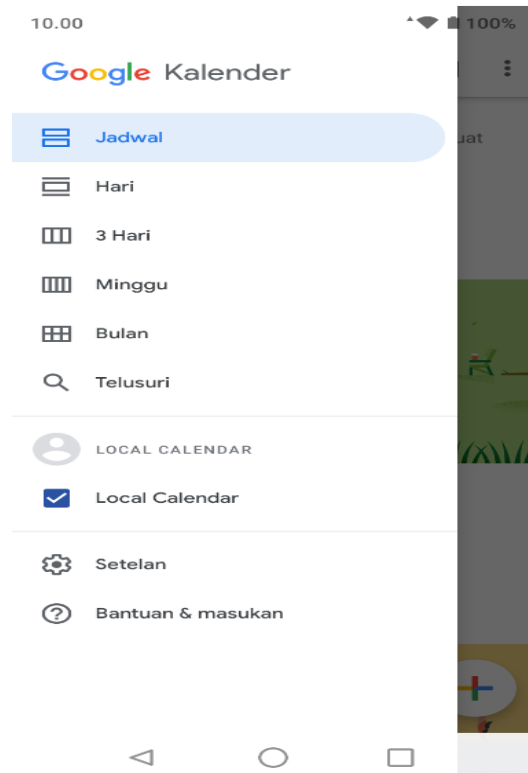 10.00
100%
Google Kalender
Jadwal
uat
Hari
3 Hari
Minggu
Bulan
Telusuri
LOCAL CALENDAR
Local Calendar
Setelan
Bantuan & masukan